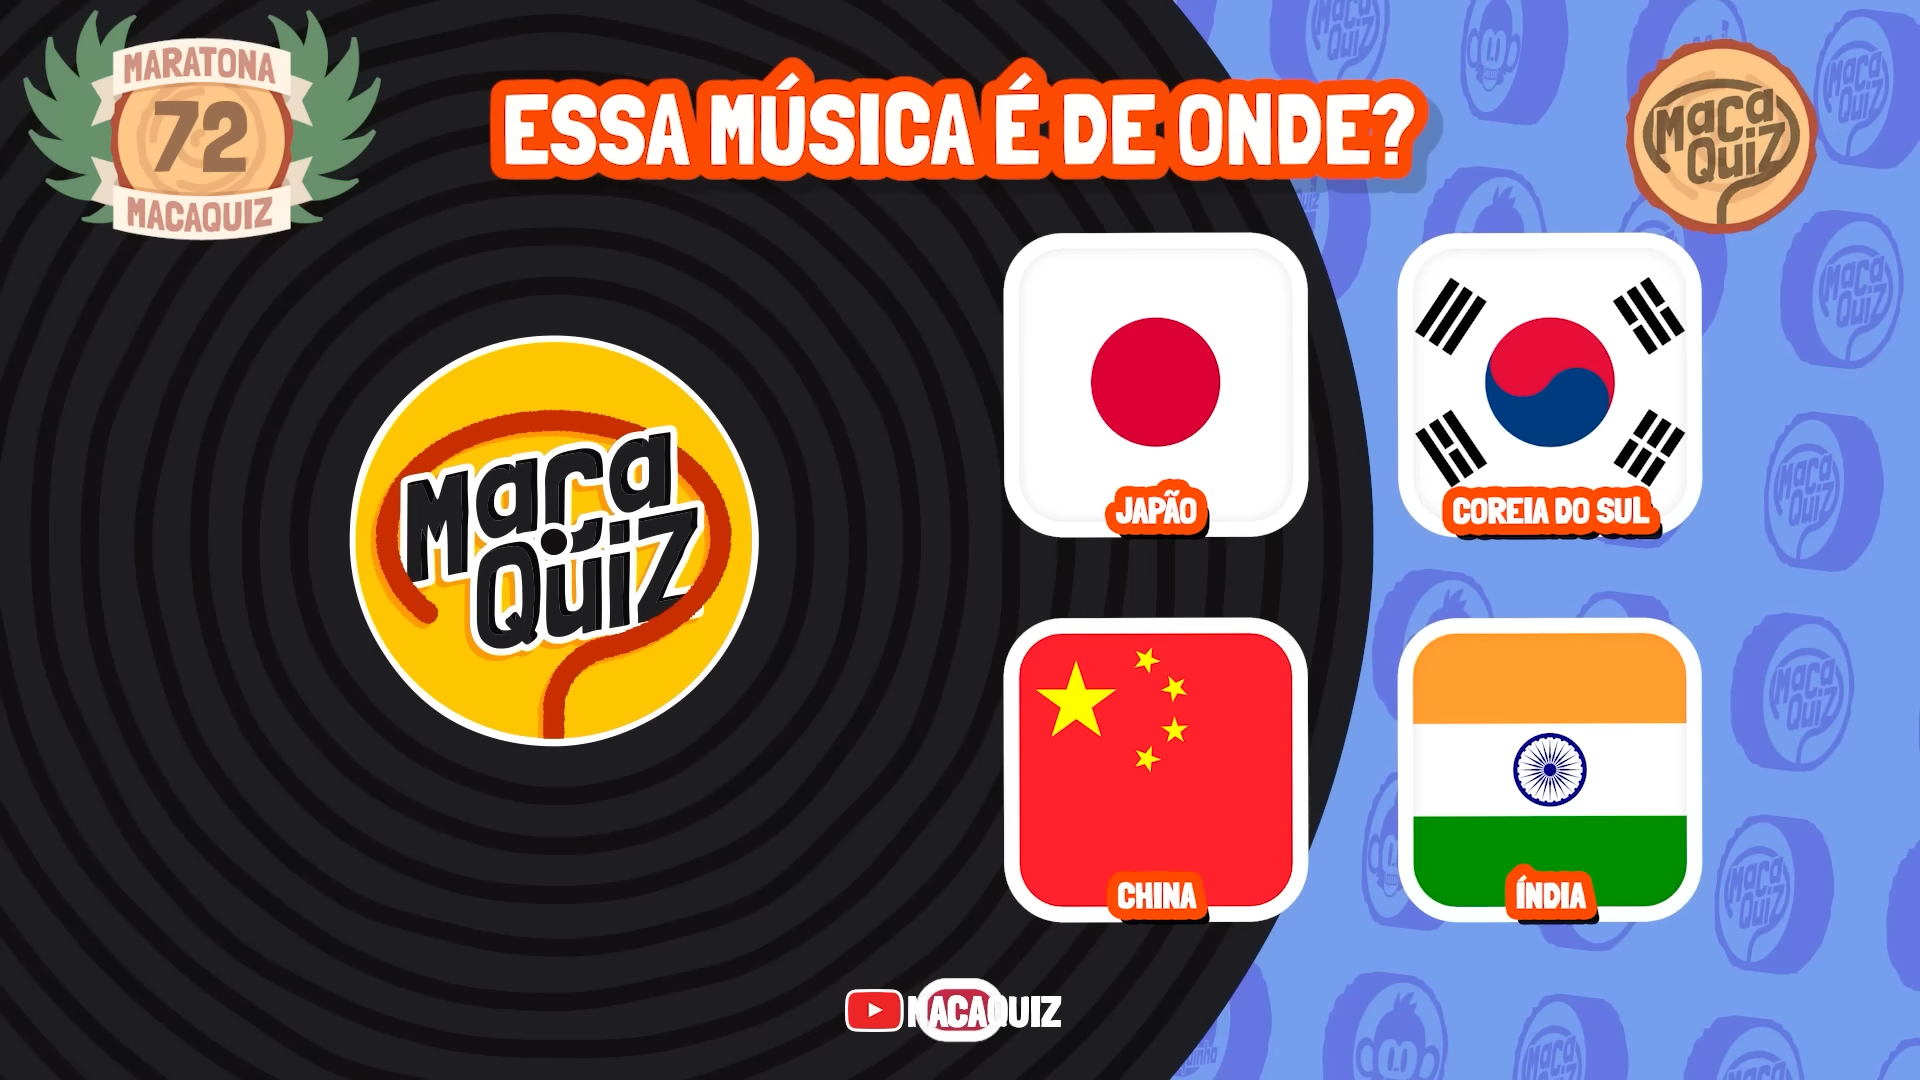 MARATONA
72
MACAQUIZ
ESSA MÚSICA É DE ONDE?
Maca
Quiz
Maca
Quiz
JAPÃO
COREIA DO SUL
CHINA
ÍNDIA
MACAQUIZ